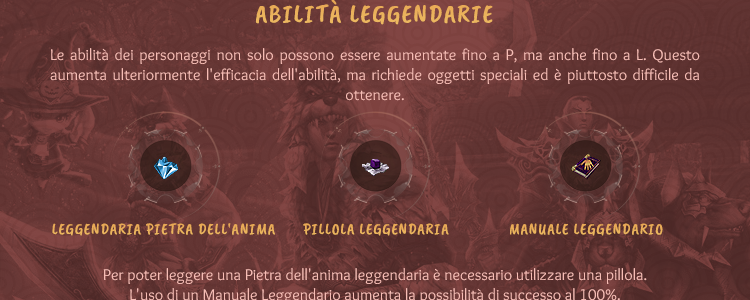 ABILITÀ LEGGENDARIE
Le abilità dei personaggi non solo possono essere aumentate fino a P, ma anche fino a L. Questo
aumenta ulteriormente l'efficacia dell'abilità, ma richiede oggetti speciali ed è piuttosto difficile da
ottenere.
LEGGENDARIA PIETRA DELL'ANIMA
PILLOLA LEGGENDARIA
MANUALE LEGGENDARIO
Per poter leggere una Pietra dell'anima leggendaria è necessario utilizzare una pillola.
L'uso di un Manuale Leggendario aumenta la possibilità di successo al 100%.